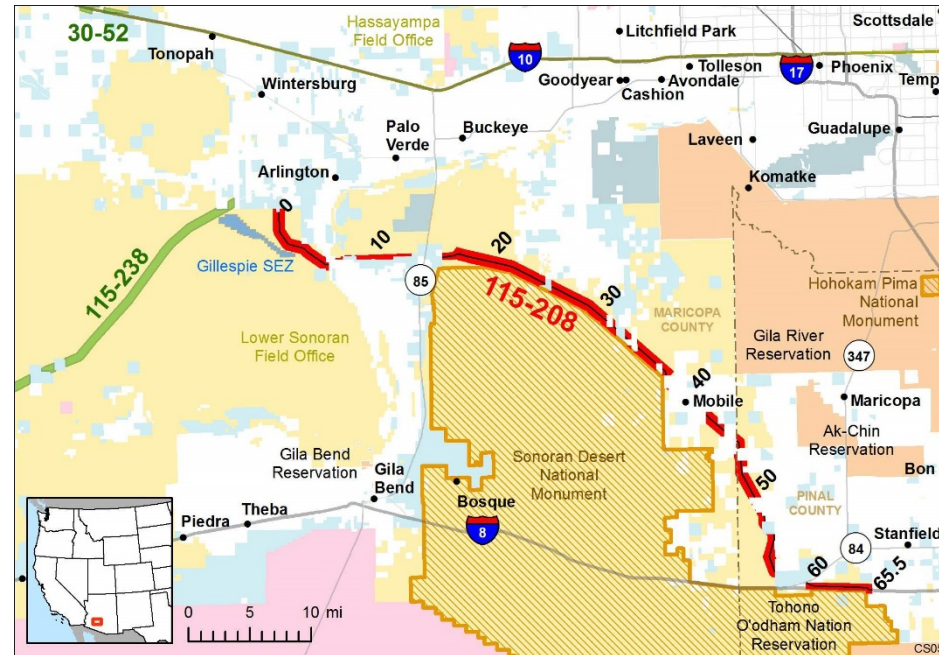 30-52
Tonopah
Wintersburg
Hassayampa
Field Office
10
Litchfield Park
Scottsdale
Tolleson
17
Phoenix
Goodyear
Avondale
Cashion
Temp
Palo
Verde
Buckeye
Laveen
Guadalupe
Arlington
Komatke
0
10
20
30
Gillespie SEZ
85
115-238
115-208
Hohokam Pima
National
Monument
MARICOPA
COUNTY
Gila River
Reservation
347
Lower Sonoran
Field Office
40
Mobile
Maricopa
Ak-Chin
Reservation
Bon
Gila Bend
Reservation
Gila
Bend
Sonoran Desert
National
Monument
50
PINAL
COUNTY
Bosque
Piedra
Theba
8
84
Stanfield
60
65.5
Tohono
O'odham Nation
Reservation
0 5 10 mi